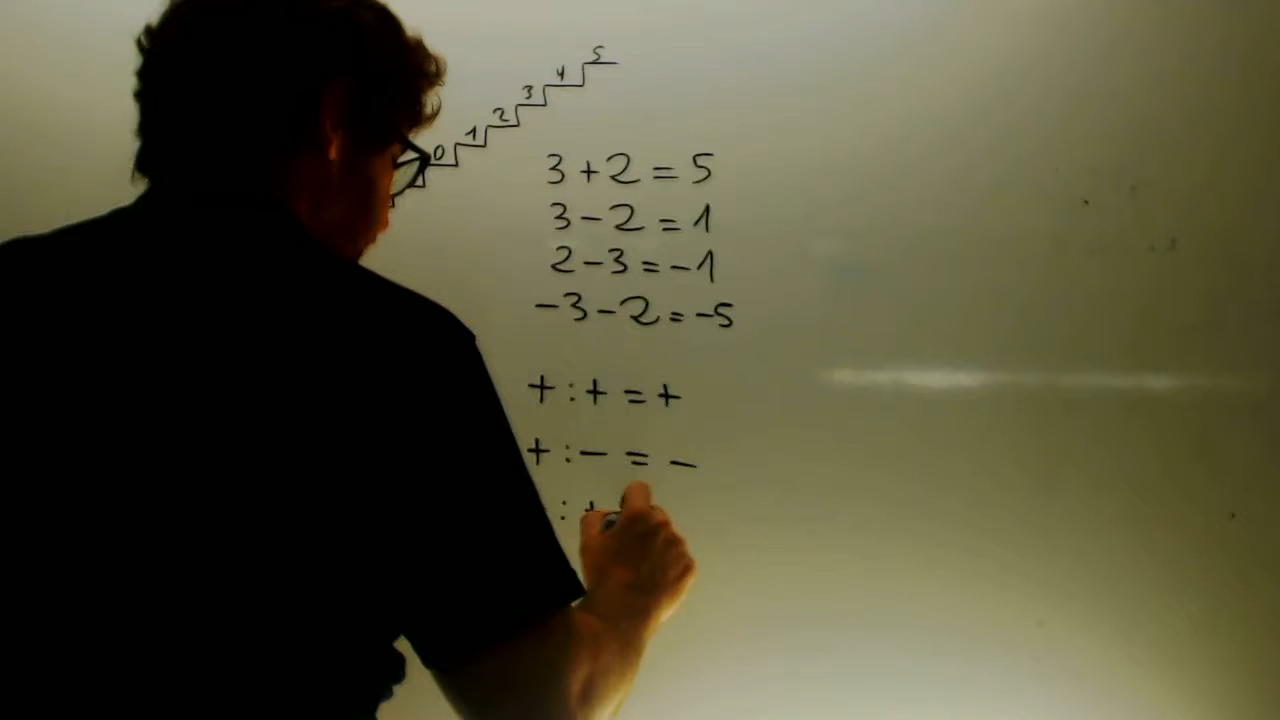 0 1 2 3 4 5
3 + 2 = 5
3 - 2 = 1
2 - 3 = -1
-3 - 2 = -5
+ : + = +
+ : - = -
: +